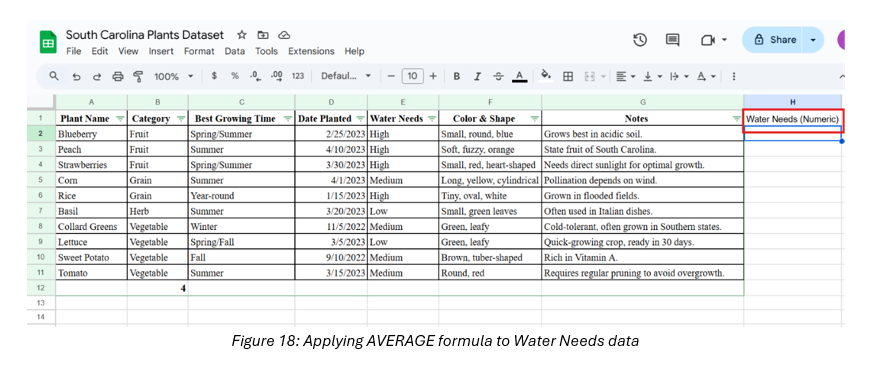 South Carolina Plants Dataset
File Edit View Insert Format Data Tools Extensions Help
Share
100% $ % .0 .00 123 Defaul... − 10 + B I S A
A B C D E F G H
1 Plant Name Category Best Growing Time Date Planted Water Needs Color & Shape Notes Water Needs (Numeric)
2 Blueberry Fruit Spring/Summer 2/25/2023 High Small, round, blue Grows best in acidic soil.
3 Peach Fruit Summer 4/10/2023 High Soft, fuzzy, orange State fruit of South Carolina.
4 Strawberries Fruit Spring/Summer 3/30/2023 High Small, red, heart-shaped Needs direct sunlight for optimal growth.
5 Corn Grain Summer 4/1/2023 Medium Long, yellow, cylindrical Pollination depends on wind.
6 Rice Grain Year-round 1/15/2023 High Tiny, oval, white Grown in flooded fields.
7 Basil Herb Summer 3/20/2023 Low Small, green leaves Often used in Italian dishes.
8 Collard Greens Vegetable Winter 11/5/2022 Medium Green, leafy Cold-tolerant, often grown in Southern states.
9 Lettuce Vegetable Spring/Fall 3/5/2023 Low Green, leafy Quick-growing crop, ready in 30 days.
10 Sweet Potato Vegetable Fall 9/10/2022 Medium Brown, tuber-shaped Rich in Vitamin A.
11 Tomato Vegetable Summer 3/15/2023 Medium Round, red Requires regular pruning to avoid overgrowth.
12 4
13
14
Figure 18: Applying AVERAGE formula to Water Needs data